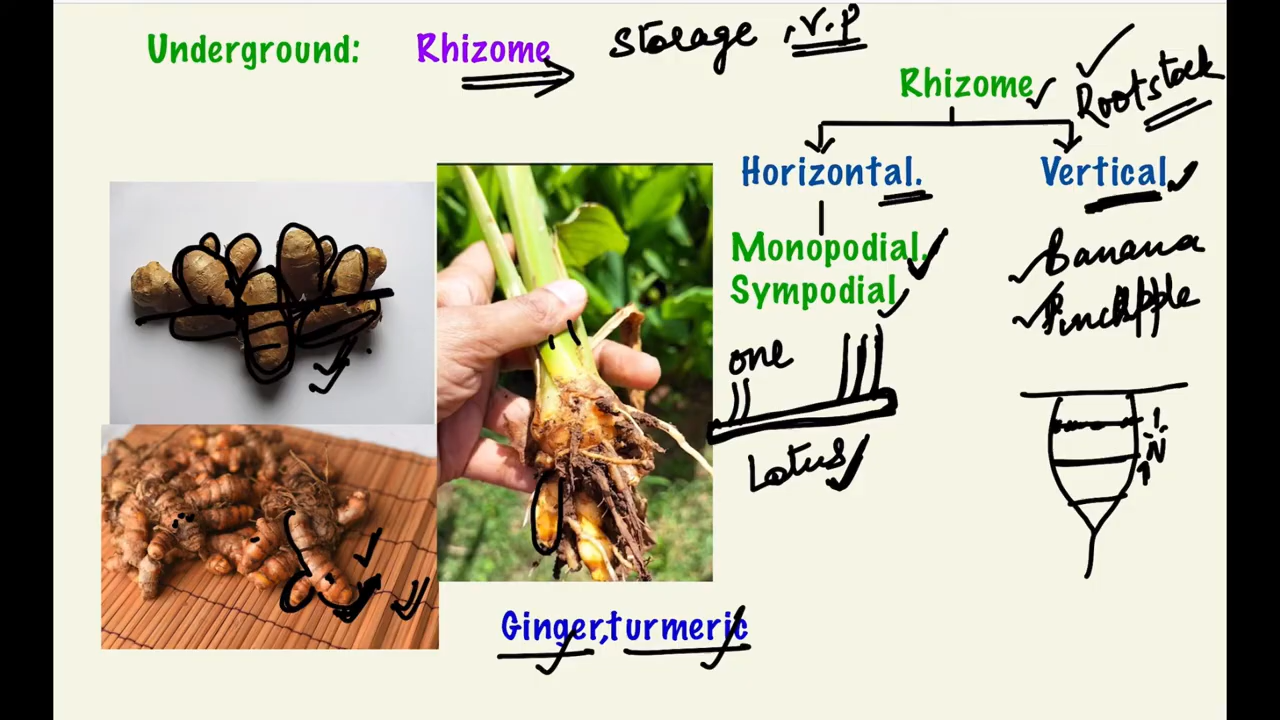 Underground: Rhizome
Storage , V.P
Rhizome
Rootstock
Horizontal.
Vertical
Monopodial.
Sympodial
Banana
PineApple
one
Lotus
Ginger,turmeric